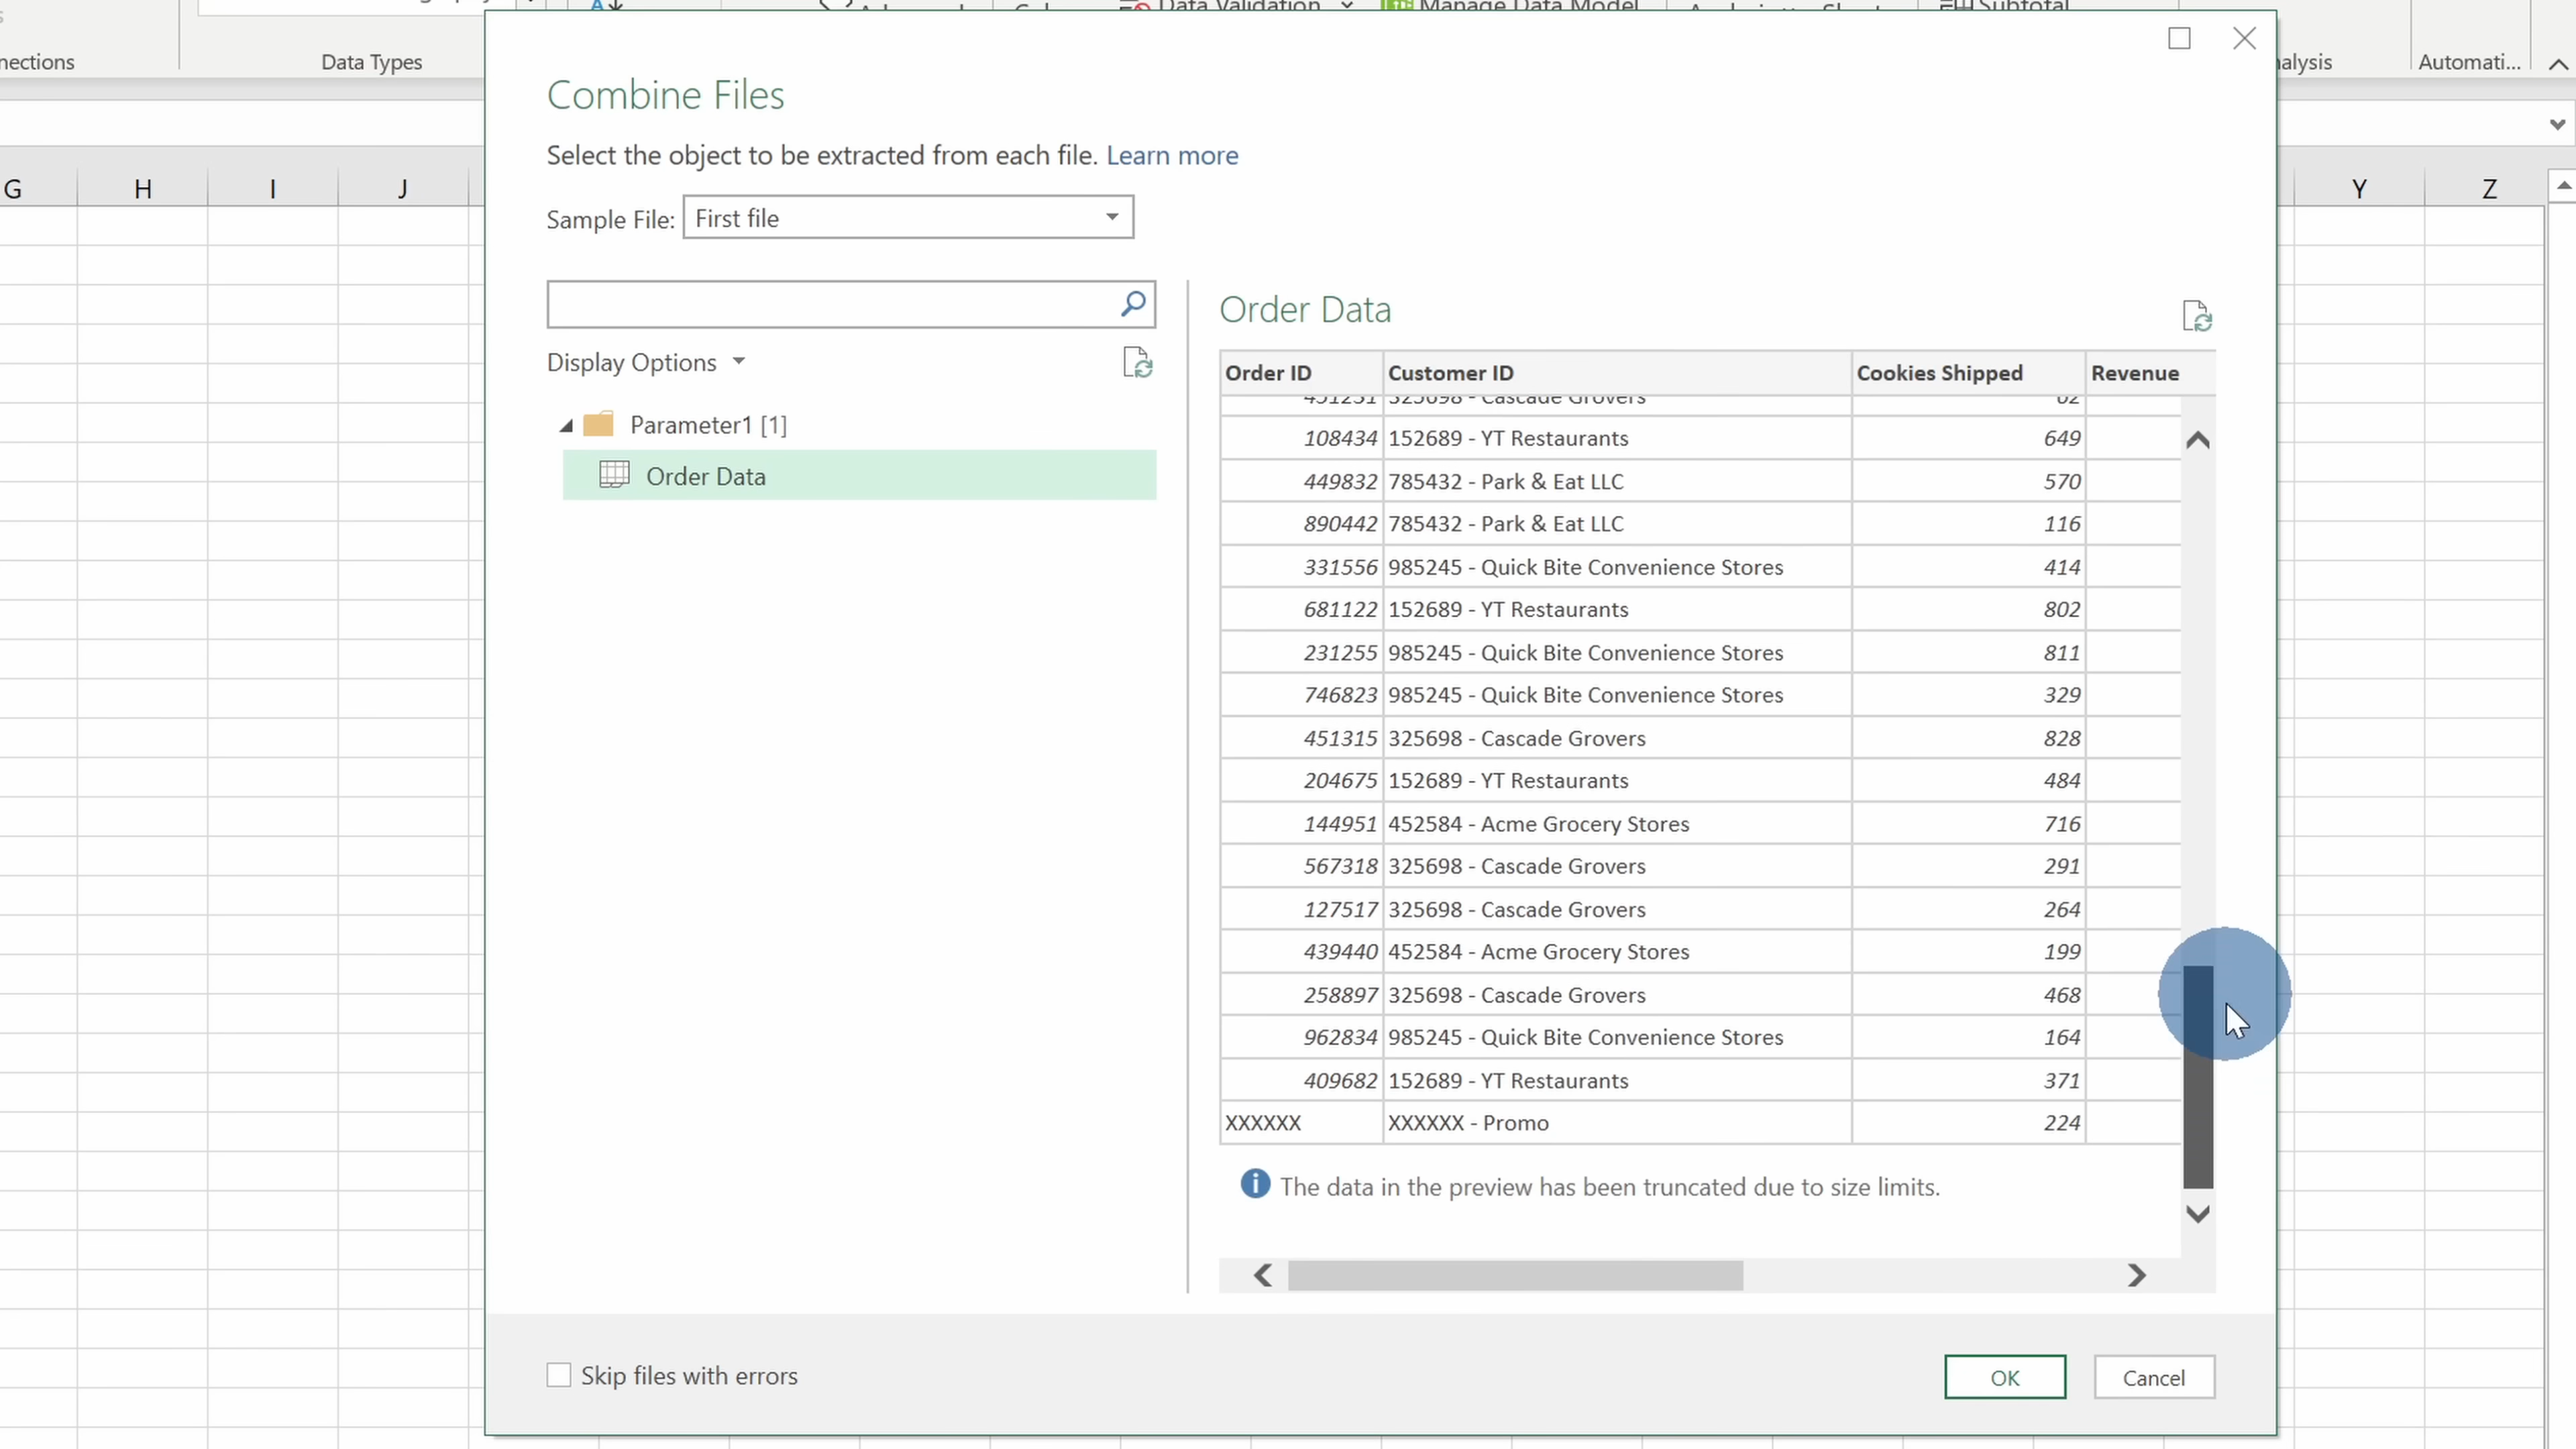 Data Validation
Manage Data Model
Subtotal
nections
Data Types
alysis
Automati...
Combine Files
Select the object to be extracted from each file. Learn more
G H I J Y Z
Sample File: First file
Display Options
Order Data
Parameter1 [1]
Order Data
Order ID Customer ID Cookies Shipped Revenue
451231 325698 - Cascade Grovers 62
108434 152689 - YT Restaurants 649
449832 785432 - Park & Eat LLC 570
890442 785432 - Park & Eat LLC 116
331556 985245 - Quick Bite Convenience Stores 414
681122 152689 - YT Restaurants 802
231255 985245 - Quick Bite Convenience Stores 811
746823 985245 - Quick Bite Convenience Stores 329
451315 325698 - Cascade Grovers 828
204675 152689 - YT Restaurants 484
144951 452584 - Acme Grocery Stores 716
567318 325698 - Cascade Grovers 291
127517 325698 - Cascade Grovers 264
439440 452584 - Acme Grocery Stores 199
258897 325698 - Cascade Grovers 468
962834 985245 - Quick Bite Convenience Stores 164
409682 152689 - YT Restaurants 371
XXXXXX XXXXXX - Promo 224
The data in the preview has been truncated due to size limits.
Skip files with errors
OK
Cancel